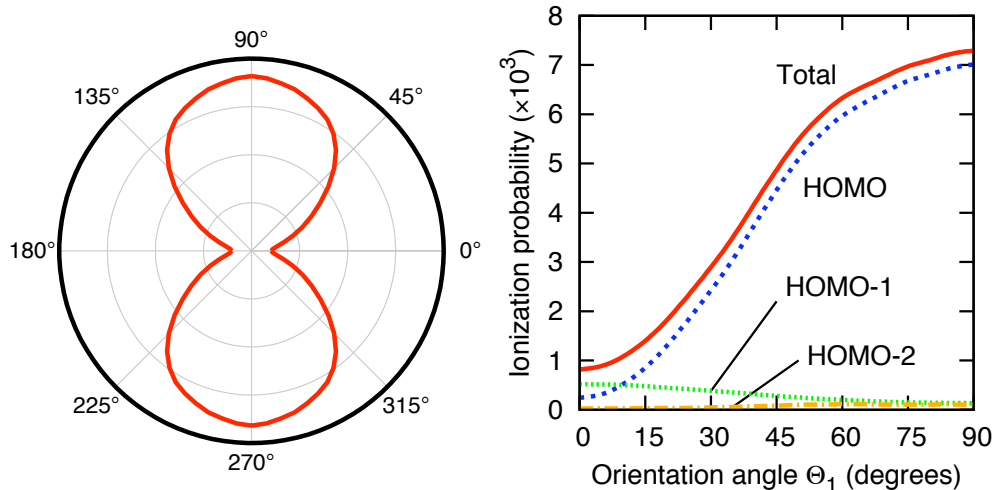 90°
135°
45°
180°
0°
225°
315°
270°
Ionization probability (×10³)
8
7
6
5
4
3
2
1
0
Total
HOMO
HOMO-1
HOMO-2
0 15 30 45 60 75 90
Orientation angle Θ₁ (degrees)